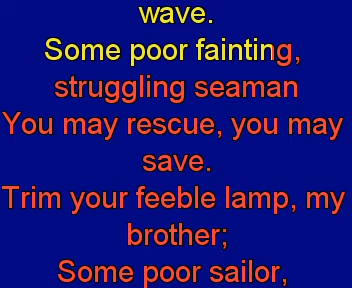 wave.
Some poor fainting,
struggling seaman
You may rescue, you may
save.
Trim your feeble lamp, my
brother;
Some poor sailor,